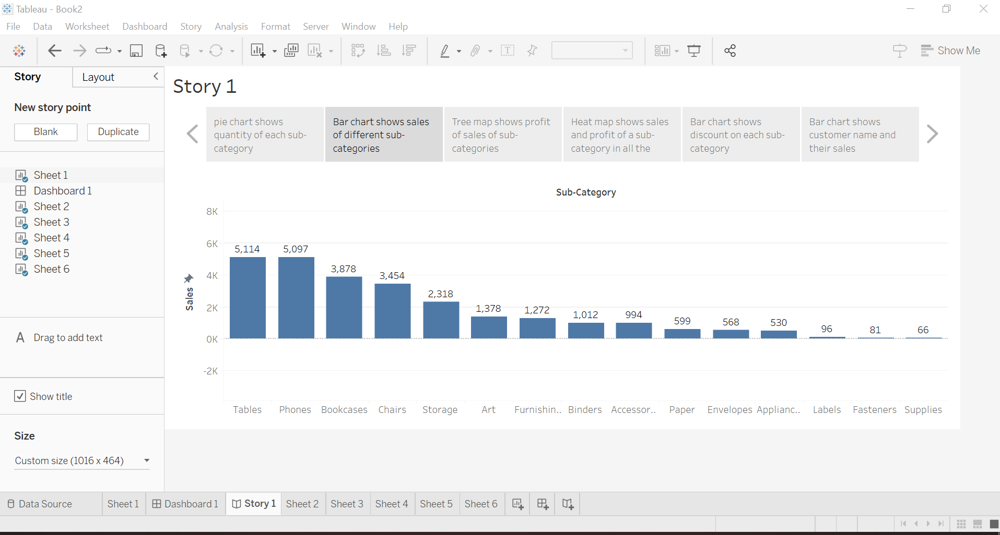 Tableau - Book2
File Data Worksheet Dashboard Story Analysis Format Server Window Help
Show Me
Story Layout
New story point
Blank Duplicate
Sheet 1
Dashboard 1
Sheet 2
Sheet 3
Sheet 4
Sheet 5
Sheet 6
A Drag to add text
Show title
Size
Custom size (1016 x 464)
Story 1
pie chart shows
quantity of each sub-
category
Bar chart shows sales
of different sub-
categories
Tree map shows profit
of sales of sub-
categories
Heat map shows sales
and profit of a sub-
category in all the
Bar chart shows
discount on each sub-
category
Bar chart shows
customer name and
their sales
Sub-Category
Sales
8K
6K
4K
2K
0K
-2K
5,114 5,097 3,878 3,454 2,318 1,378 1,272 1,012 994 599 568 530 96 81 66
Tables Phones Bookcases Chairs Storage Art Furnishin.. Binders Accessor.. Paper Envelopes Applianc.. Labels Fasteners Supplies
Data Source Sheet 1 Dashboard 1 Story 1 Sheet 2 Sheet 3 Sheet 4 Sheet 5 Sheet 6